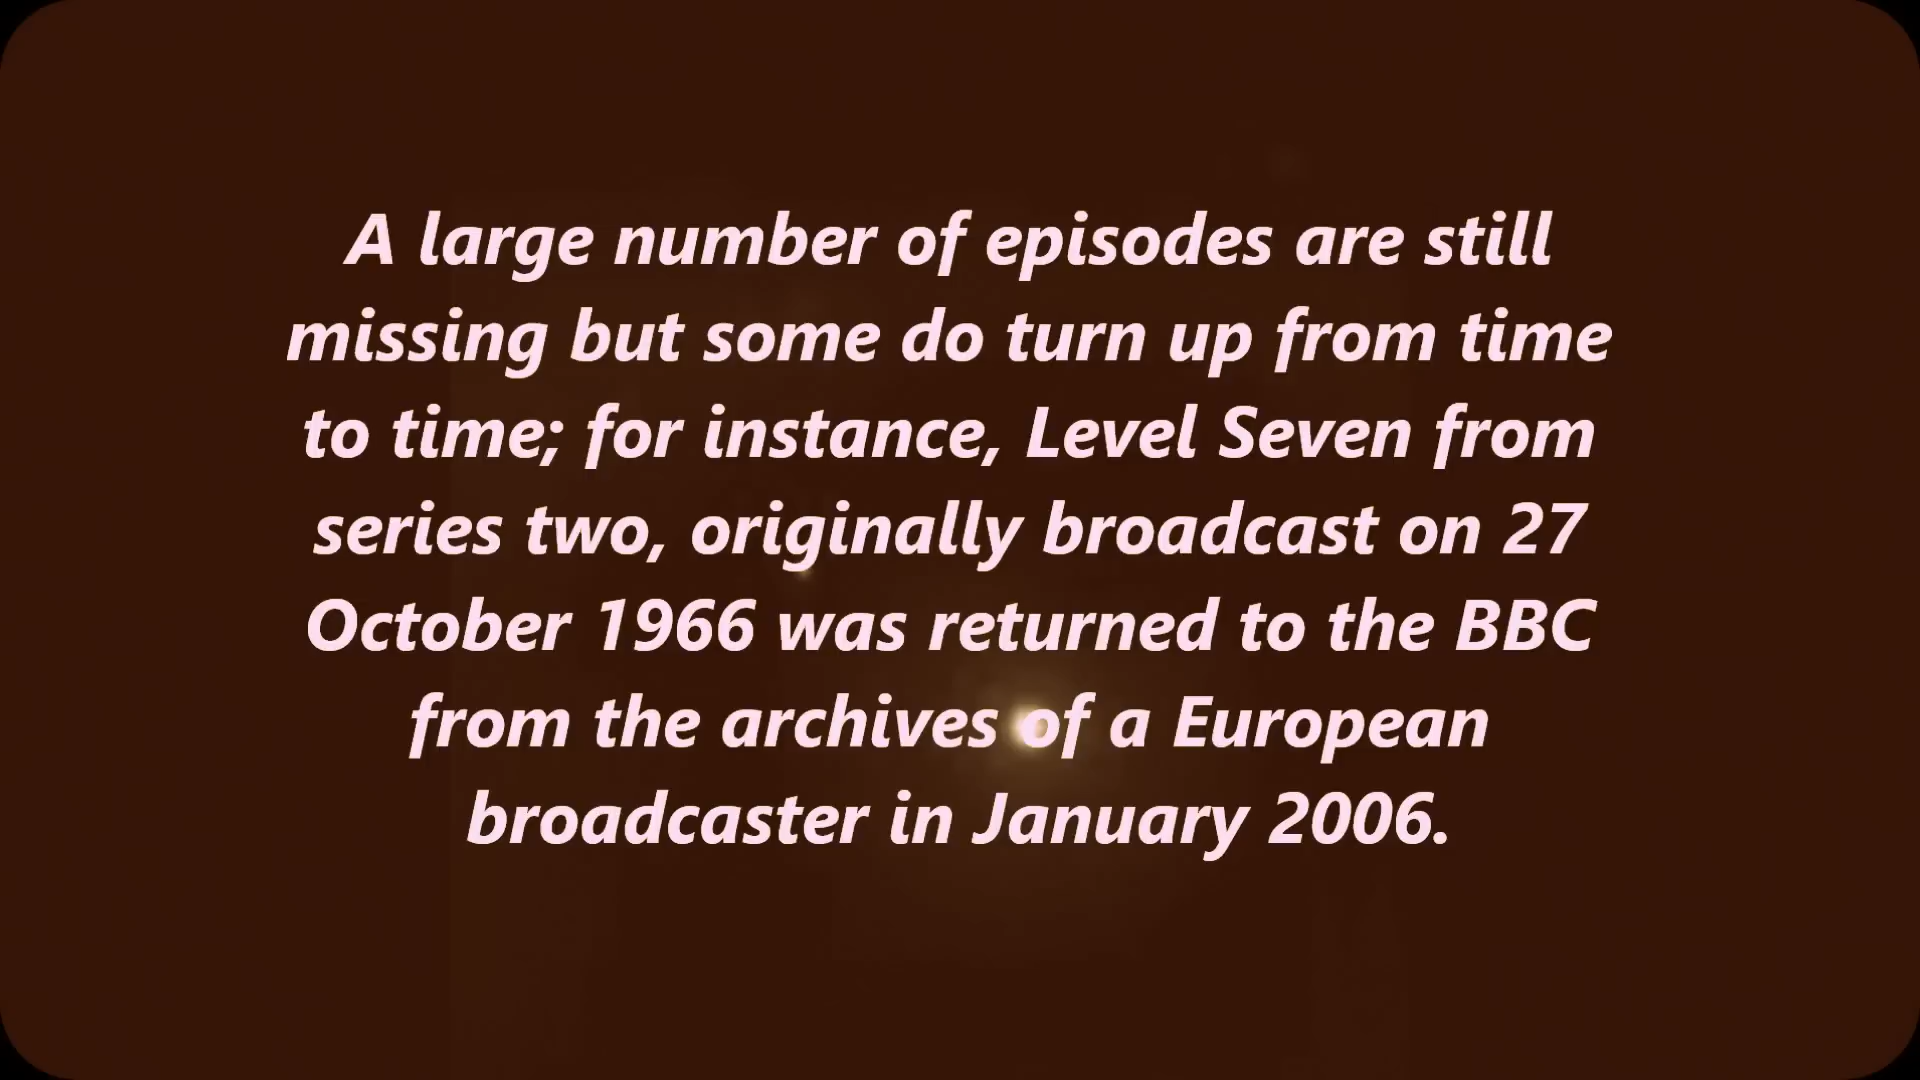 A large number of episodes are still
missing but some do turn up from time
to time; for instance, Level Seven from
series two, originally broadcast on 27
October 1966 was returned to the BBC
from the archives of a European
broadcaster in January 2006.